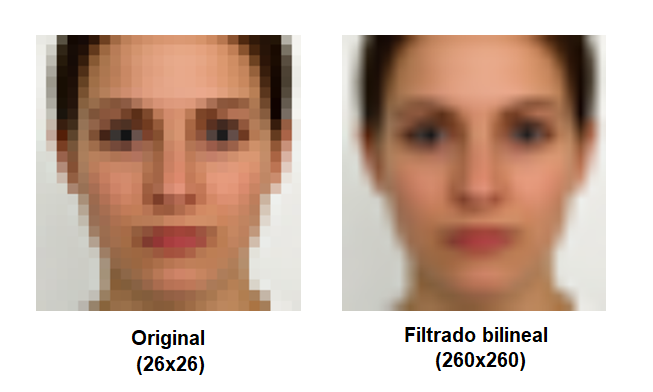 Original
(26x26)
Filtrado bilineal
(260x260)